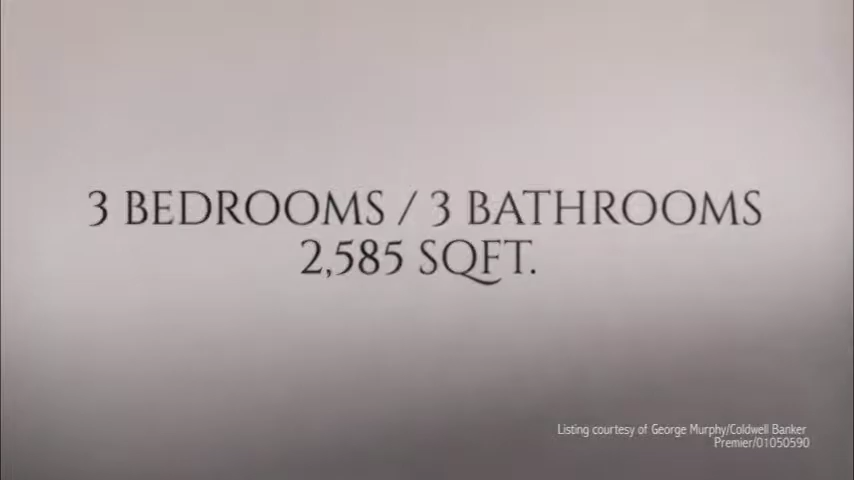 3 BEDROOMS / 3 BATHROOMS
2,585 SQFT.
Listing courtesy of George Murphy/Coldwell Banker
Premier/01050590